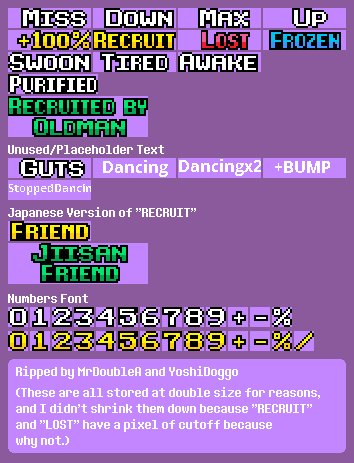 MISS DOWN MAX UP
+100% RECRUIT LOST FROZEN
SWOON TIRED AWAKE
PURIFIED
RECRUITED BY
OLDMAN
Unused/Placeholder Text
GUTS Dancing Dancingx2 +BUMP
StoppedDancin
Japanese Version of "RECRUIT"
FRIEND
JIISAN
FRIEND
Numbers Font
0123456789+-%
0123456789+-%/
Ripped by MrDoubleA and YoshiDoggo
(These are all stored at double size for reasons,
and I didn't shrink them down because "RECRUIT"
and "LOST" have a pixel of cutoff because
why not.)